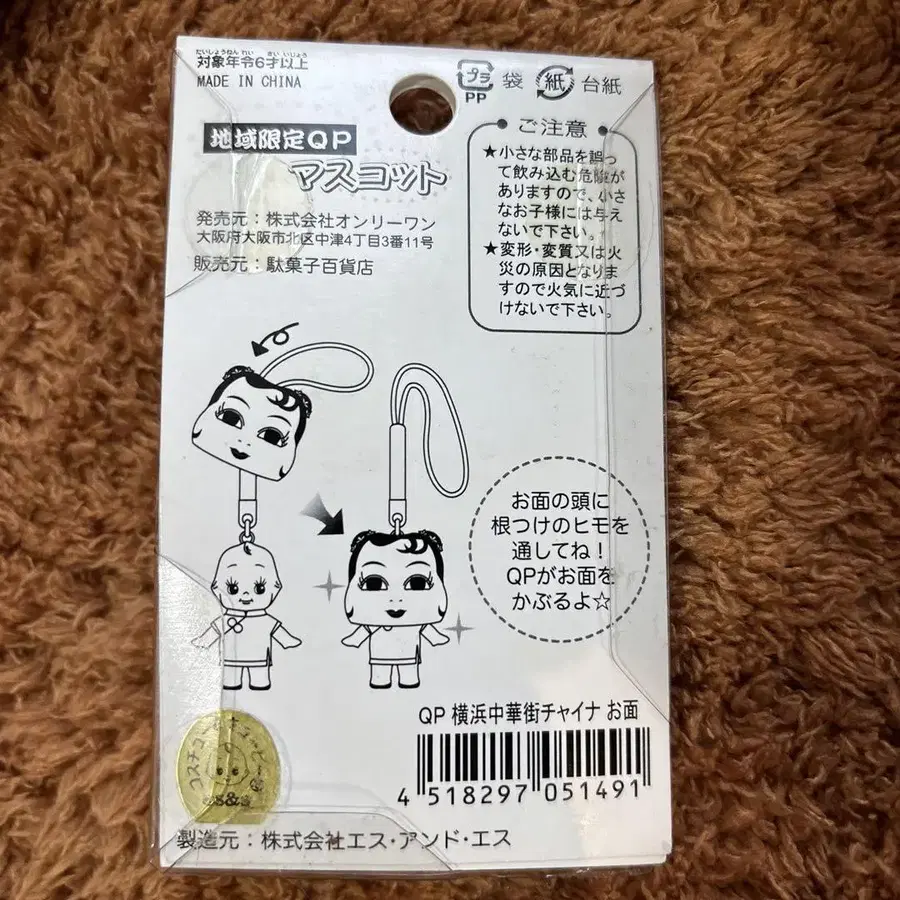 たいしょうねんれい さいいじょう
対象年令6才以上
MADE IN CHINA
プラ
PP
袋
紙
台紙
地域限定QP
マスコット
発売元：株式会社オンリーワン
大阪府大阪市北区中津4丁目3番11号
販売元：駄菓子百貨店
ご注意
★小さな部品を誤っ
て飲み込む危険が
ありますので、小さ
なお子様には与え
ないで下さい。
★変形・変質又は火
災の原因となりま
すので火気に近づ
けないで下さい。
お面の頭に
根つけのヒモを
通してね！
QPがお面を
かぶるよ☆
QP 横浜中華街チャイナ お面
4 518297 051491
製造元：株式会社エス・アンド・エス